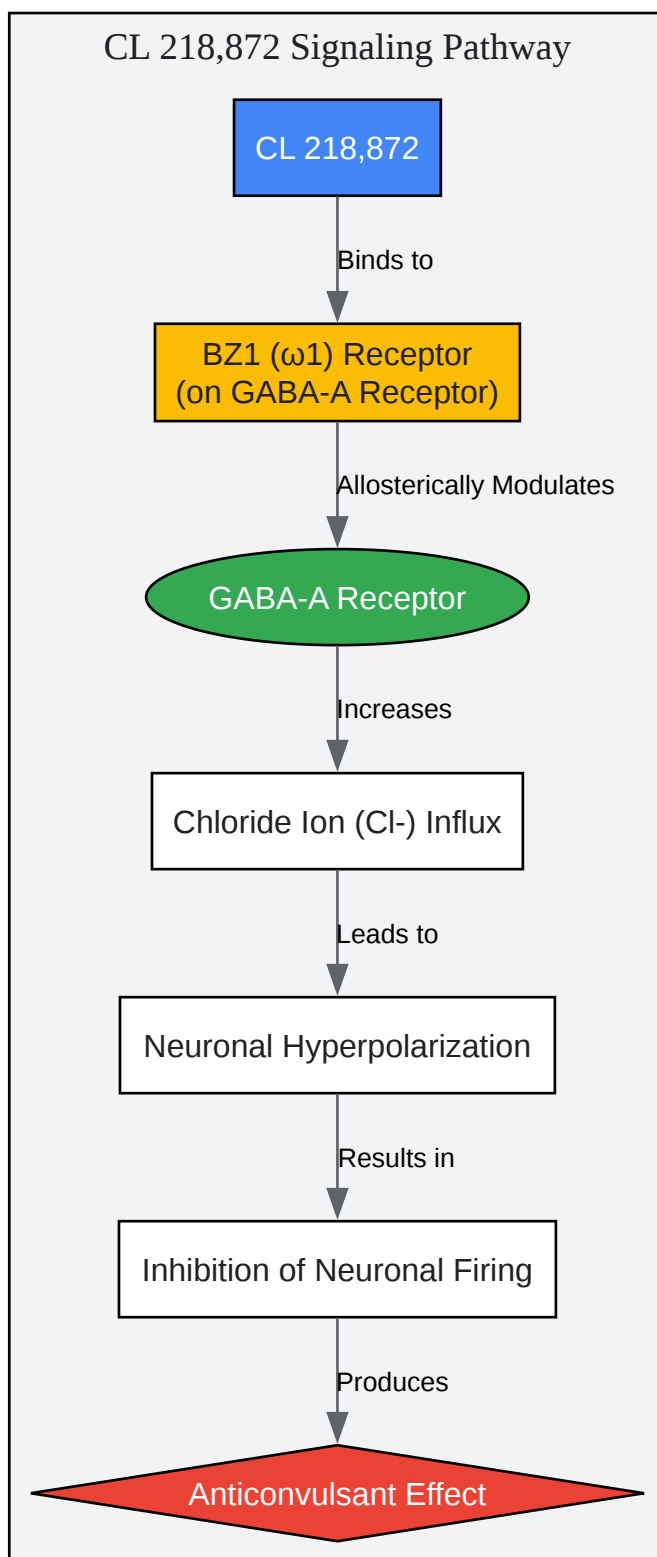 CL 218,872 Signaling Pathway
CL 218,872
Binds to
BZ1 (ω1) Receptor
(on GABA-A Receptor)
Allosterically Modulates
GABA-A Receptor
Increases
Chloride Ion (Cl-) Influx
Leads to
Neuronal Hyperpolarization
Results in
Inhibition of Neuronal Firing
Produces
Anticonvulsant Effect